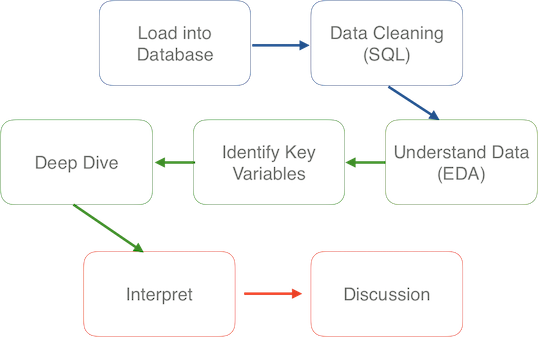 Load into
Database
Data Cleaning
(SQL)
Understand Data
(EDA)
Identify Key
Variables
Deep Dive
Interpret
Discussion